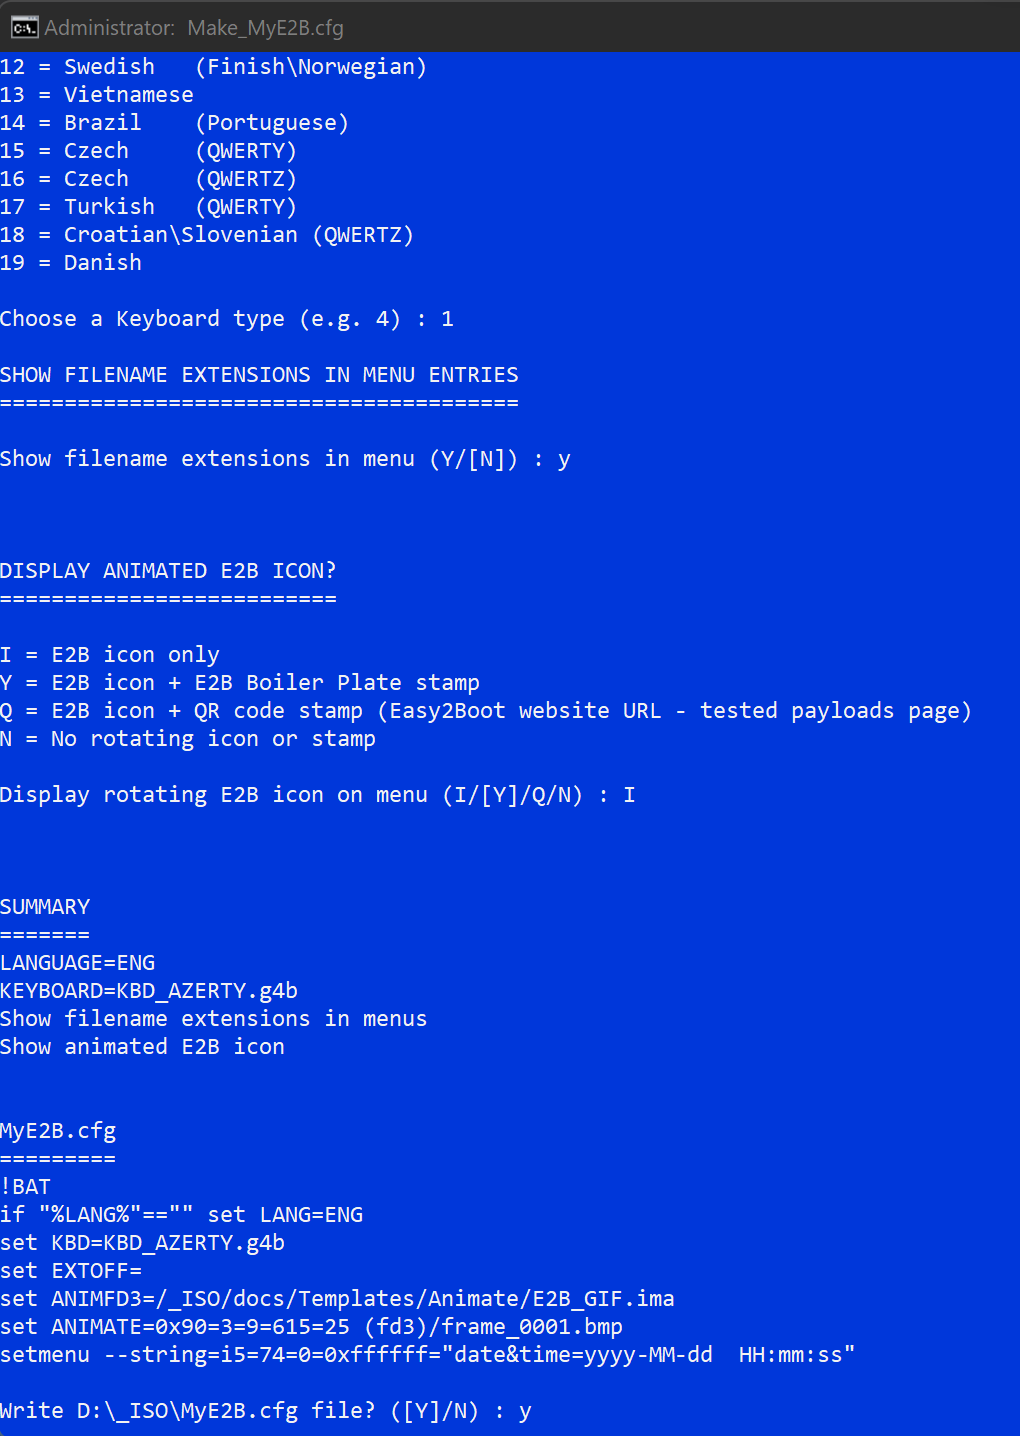 Administrator:  Make_MyE2B.cfg
12 = Swedish   (Finish\Norwegian)
13 = Vietnamese
14 = Brazil    (Portuguese)
15 = Czech     (QWERTY)
16 = Czech     (QWERTZ)
17 = Turkish   (QWERTY)
18 = Croatian\Slovenian (QWERTZ)
19 = Danish
Choose a Keyboard type (e.g. 4) : 1
SHOW FILENAME EXTENSIONS IN MENU ENTRIES
========================================
Show filename extensions in menu (Y/[N]) : y
DISPLAY ANIMATED E2B ICON?
==========================
I = E2B icon only
Y = E2B icon + E2B Boiler Plate stamp
Q = E2B icon + QR code stamp (Easy2Boot website URL - tested payloads page)
N = No rotating icon or stamp
Display rotating E2B icon on menu (I/[Y]/Q/N) : I
SUMMARY
=======
LANGUAGE=ENG
KEYBOARD=KBD_AZERTY.g4b
Show filename extensions in menus
Show animated E2B icon
MyE2B.cfg
=========
!BAT
if "%LANG%"=="" set LANG=ENG
set KBD=KBD_AZERTY.g4b
set EXTOFF=
set ANIMFD3=/_ISO/docs/Templates/Animate/E2B_GIF.ima
set ANIMATE=0x90=3=9=615=25 (fd3)/frame_0001.bmp
setmenu --string=i5=74=0=0xffffff="date&time=yyyy-MM-dd  HH:mm:ss"
Write D:\_ISO\MyE2B.cfg file? ([Y]/N) : y